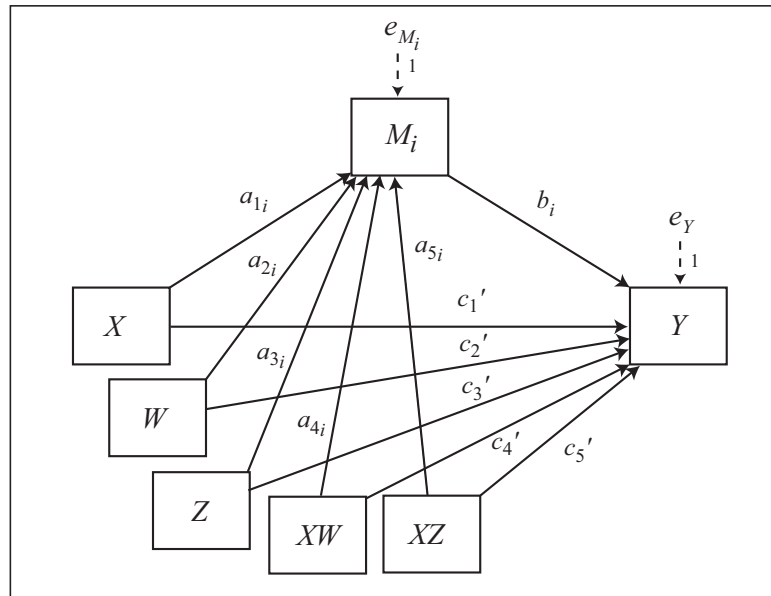 e_{M_i}
1
M_i
a_{1i}
b_i
e_Y
1
a_{2i}
a_{5i}
X
c_1'
Y
c_2'
a_{3i}
c_3'
W
a_{4i}
c_4'
c_5'
Z
XW
XZ